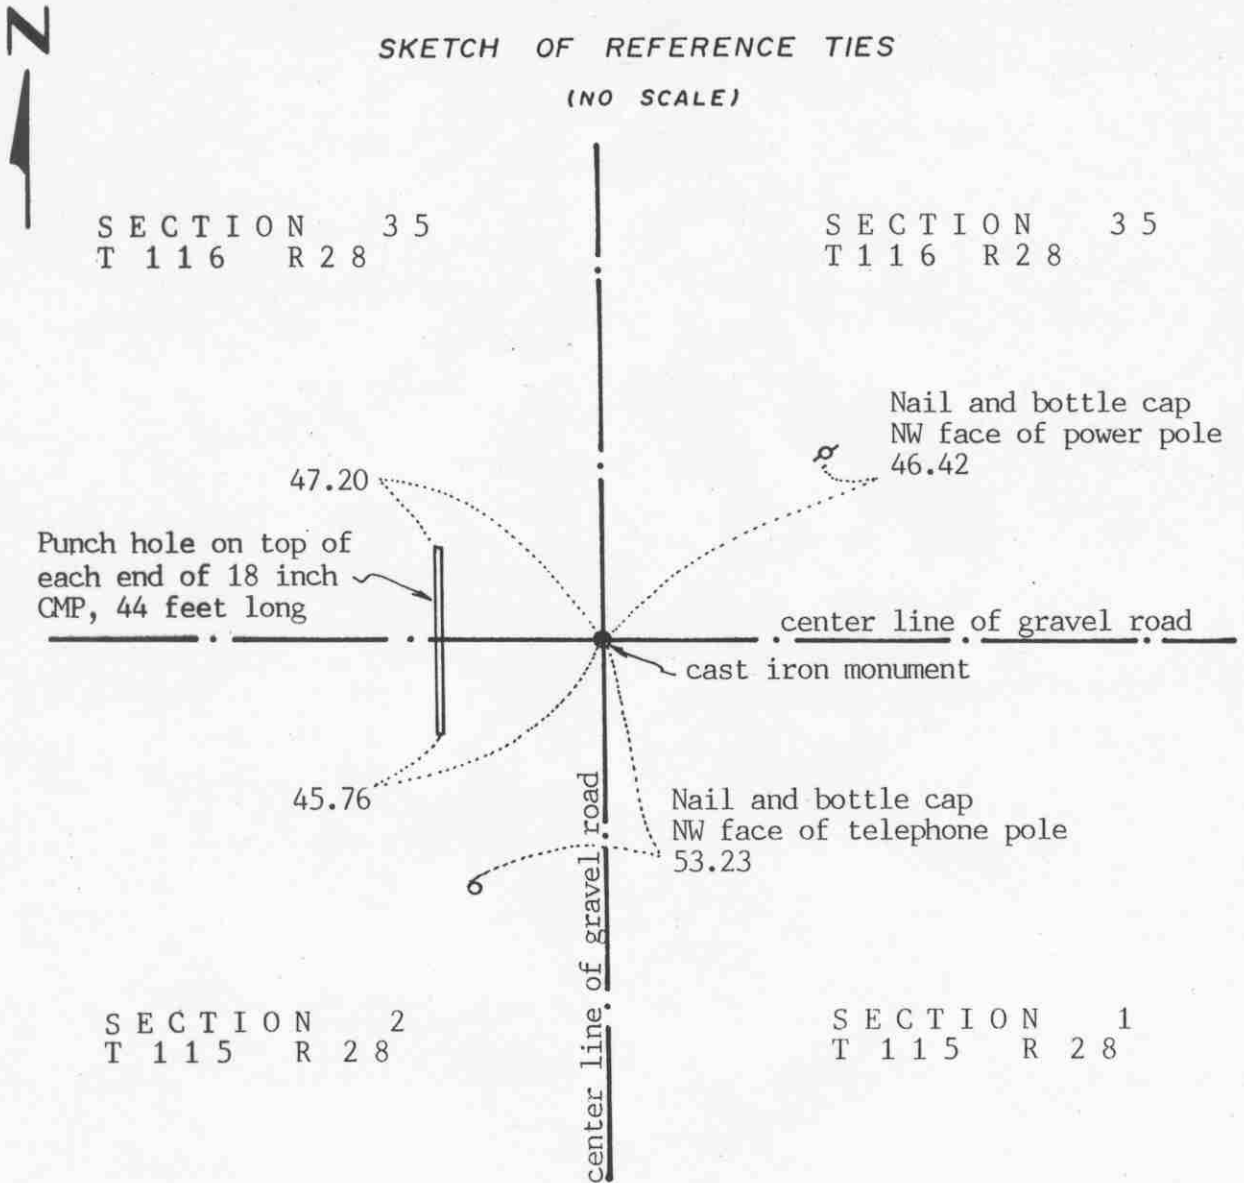 N
SKETCH OF REFERENCE TIES
(NO SCALE)
SECTION 35
T 116 R28
SECTION 35
T116 R28
Nail and bottle cap
NW face of power pole
46.42
47.20
Punch hole on top of
each end of 18 inch
CMP, 44 feet long
center line of gravel road
cast iron monument
45.76
Nail and bottle cap
NW face of telephone pole
53.23
center line of gravel road
SECTION 2
T 115 R 28
SECTION 1
T 115 R 28